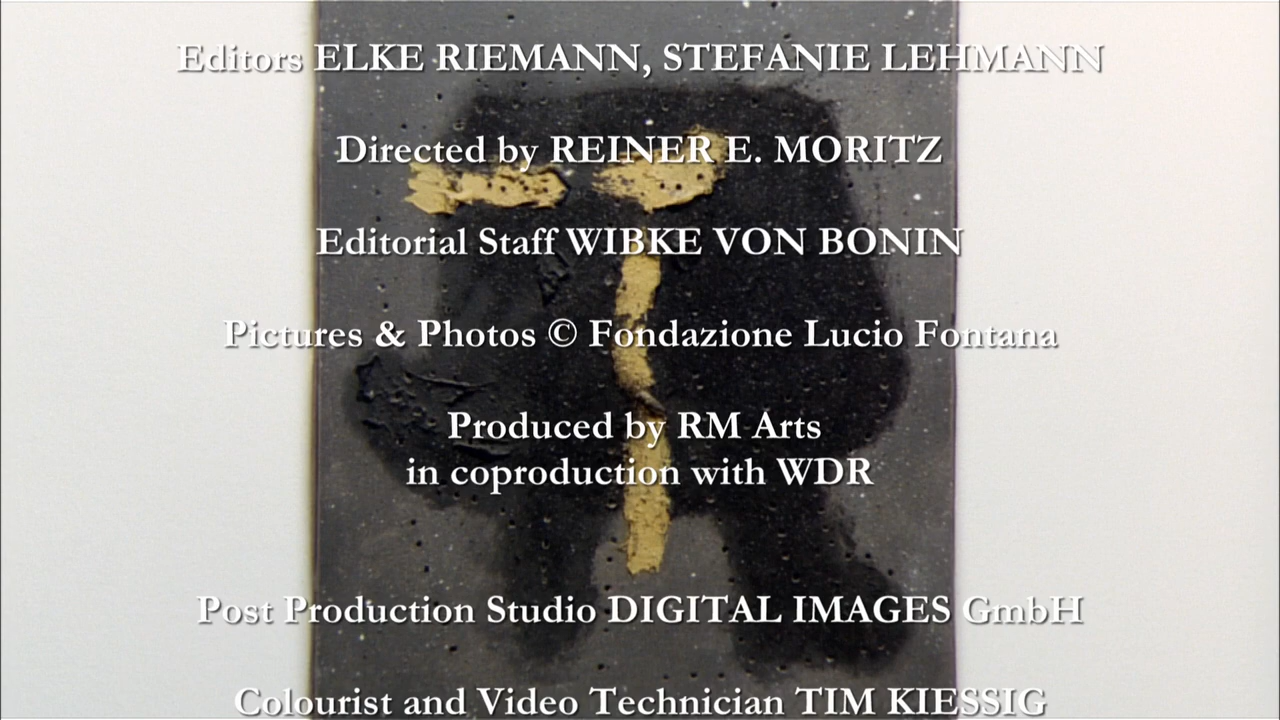 Editors ELKE RIEMANN, STEFANIE LEHMANN
Directed by REINER E. MORITZ
Editorial Staff WIBKE VON BONIN
Pictures & Photos © Fondazione Lucio Fontana
Produced by RM Arts
in coproduction with WDR
Post Production Studio DIGITAL IMAGES GmbH
Colourist and Video Technician TIM KIESSIG